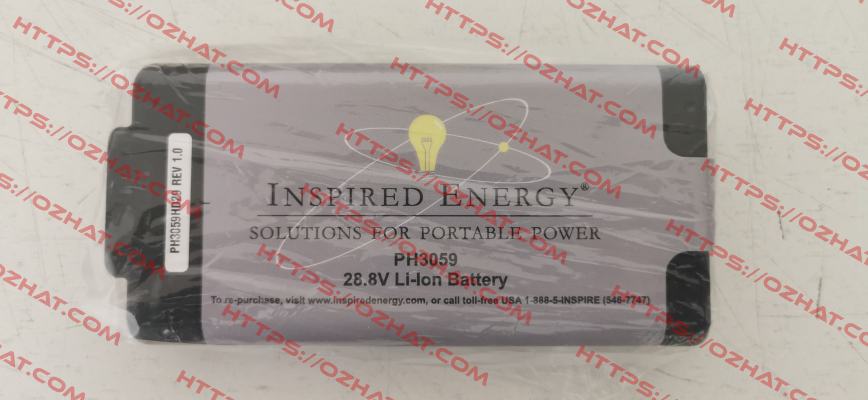 INSPIRED ENERGY®
SOLUTIONS FOR PORTABLE POWER
PH3059
28.8V Li-Ion Battery
To re-purchase, visit www.inspiredenergy.com, or call toll-free USA 1-888-5-INSPIRE (546-7747)
PH3059HD29 REV 1.0
HTTPS://OZHAT.COM